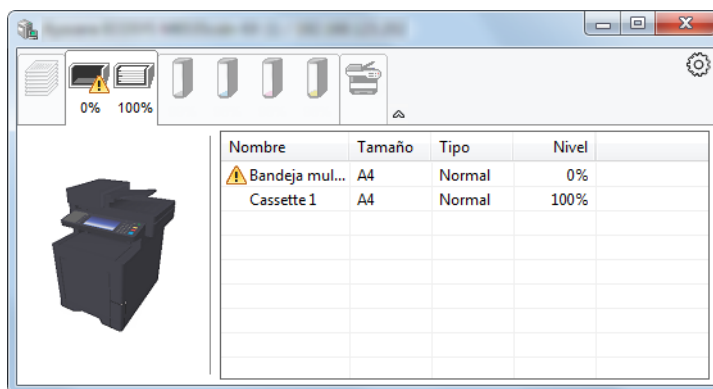 0% 100%
Nombre Tamaño Tipo Nivel
Bandeja mul... A4 Normal 0%
Cassette 1 A4 Normal 100%